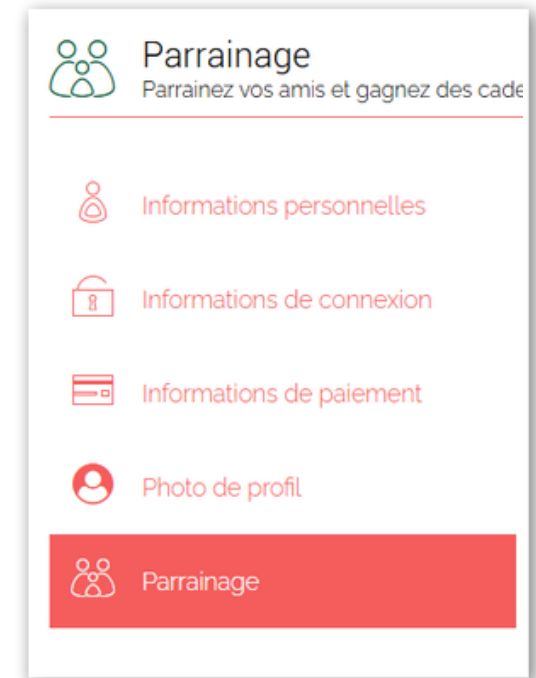 Parrainage
Parrainez vos amis et gagnez des cade
Informations personnelles
Informations de connexion
Informations de paiement
Photo de profil
Parrainage